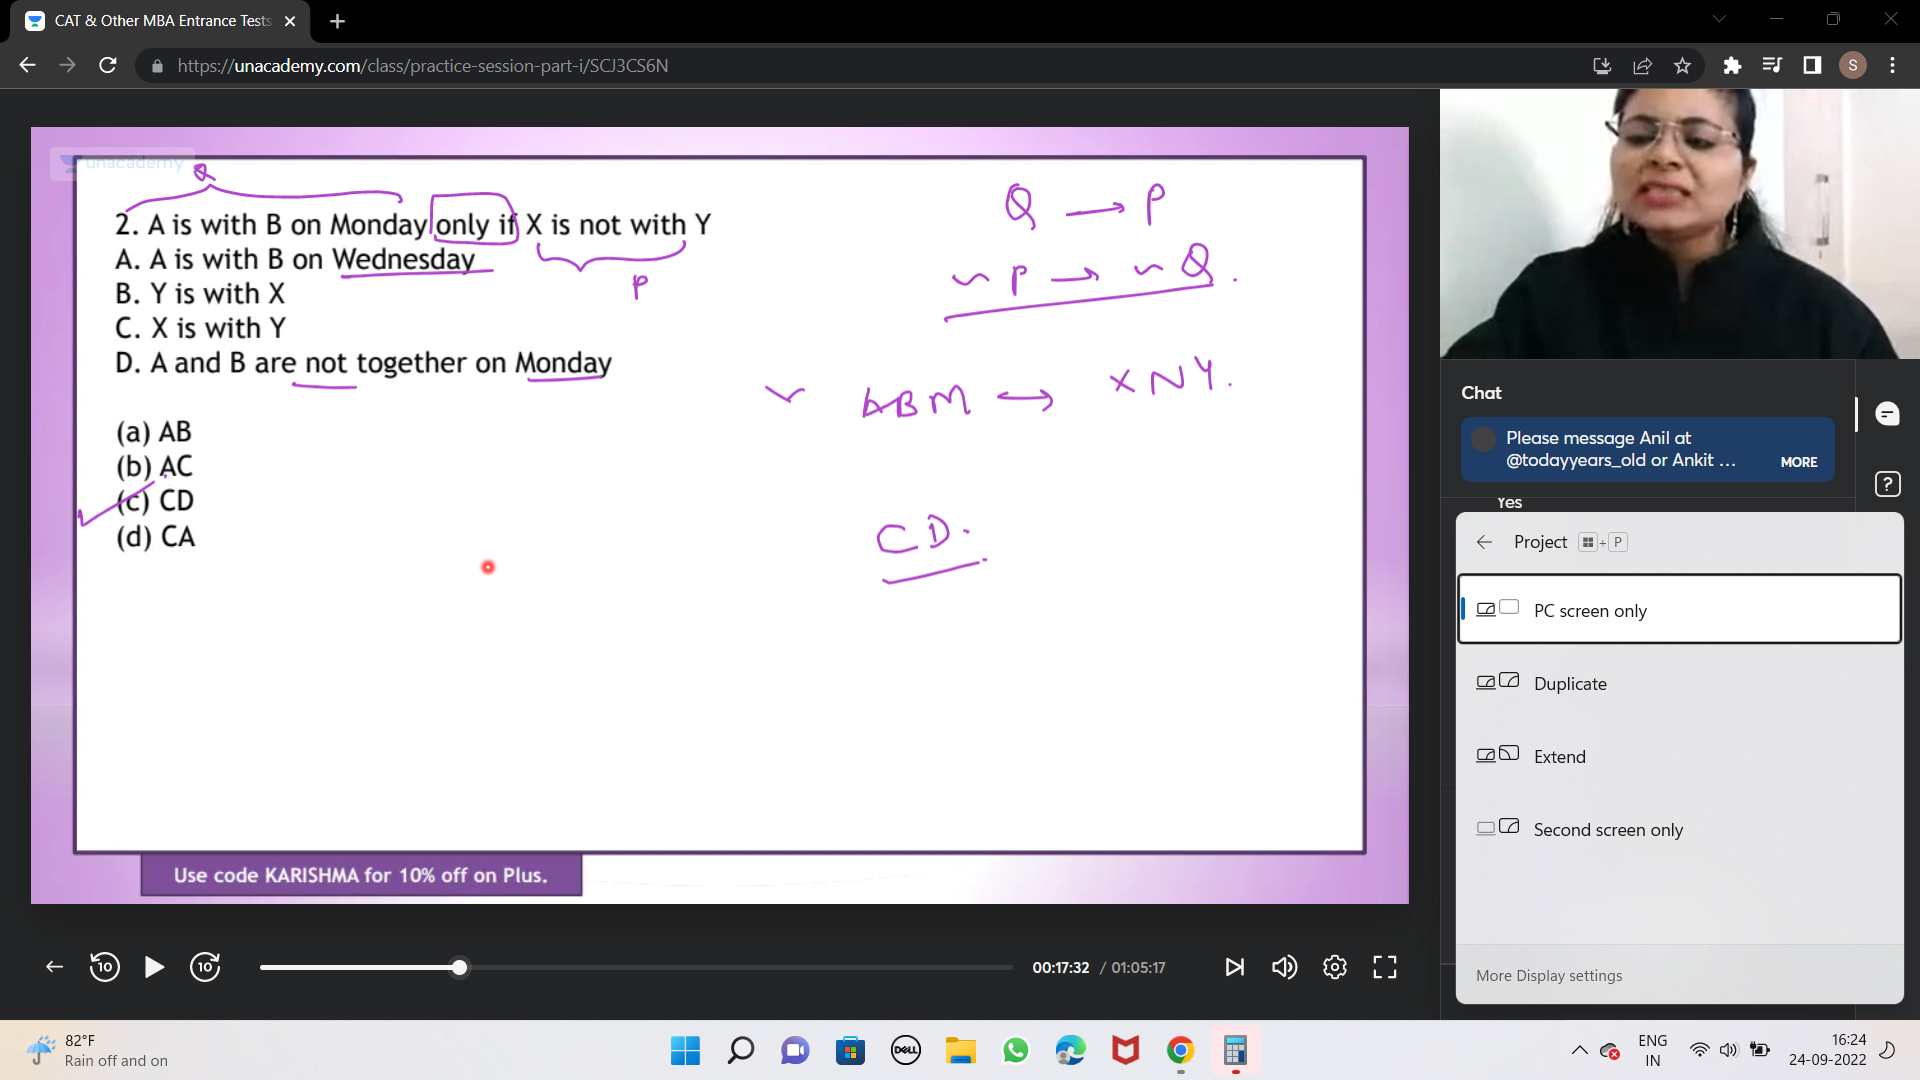 CAT & Other MBA Entrance Tests
https://unacademy.com/class/practice-session-part-i/SCJ3CS6N
S
unacademy
Q
2. A is with B on Monday only if X is not with Y
A. A is with B on Wednesday
B. Y is with X
C. X is with Y
D. A and B are not together on Monday
P
(a) AB
(b) AC
(c) CD
(d) CA
Q → P
~ P → ~ Q.
ABM ↔ XNY.
CD.
Use code KARISHMA for 10% off on Plus.
10
10
00:17:32 / 01:05:17
Chat
Please message Anil at
@todayyears_old or Ankit ...
MORE
Yes
?
Project + P
PC screen only
Duplicate
Extend
Second screen only
More Display settings
82°F
Rain off and on
DELL
ENG
IN
16:24
24-09-2022